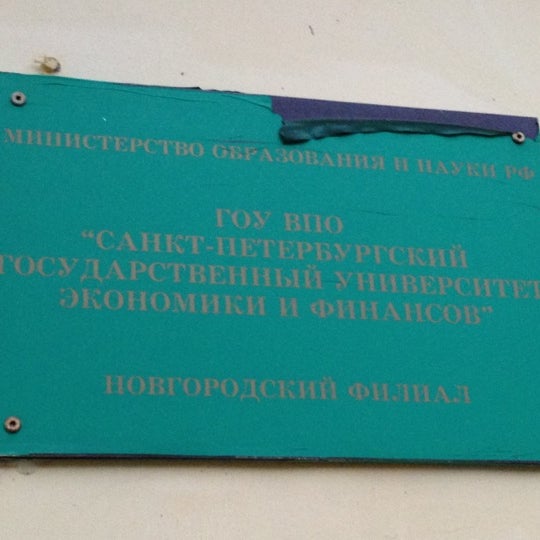 МИНИСТЕРСТВО ОБРАЗОВАНИЯ И НАУКИ РФ
ГОУ ВПО
“САНКТ-ПЕТЕРБУРГСКИЙ
ГОСУДАРСТВЕННЫЙ УНИВЕРСИТЕТ
ЭКОНОМИКИ И ФИНАНСОВ”
НОВГОРОДСКИЙ ФИЛИАЛ